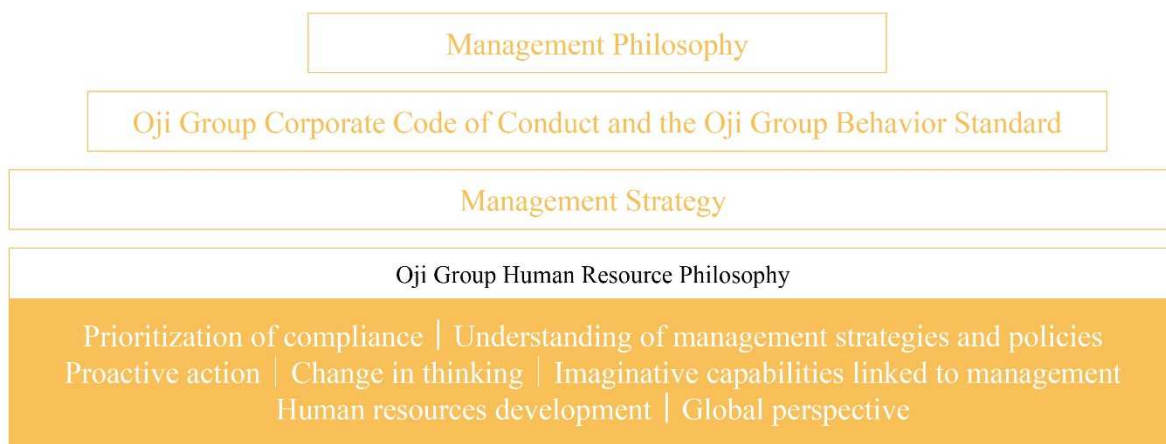 Management Philosophy
Oji Group Corporate Code of Conduct and the Oji Group Behavior Standard
Management Strategy
Oji Group Human Resource Philosophy
Prioritization of compliance | Understanding of management strategies and policies
Proactive action | Change in thinking | Imaginative capabilities linked to management
Human resources development | Global perspective